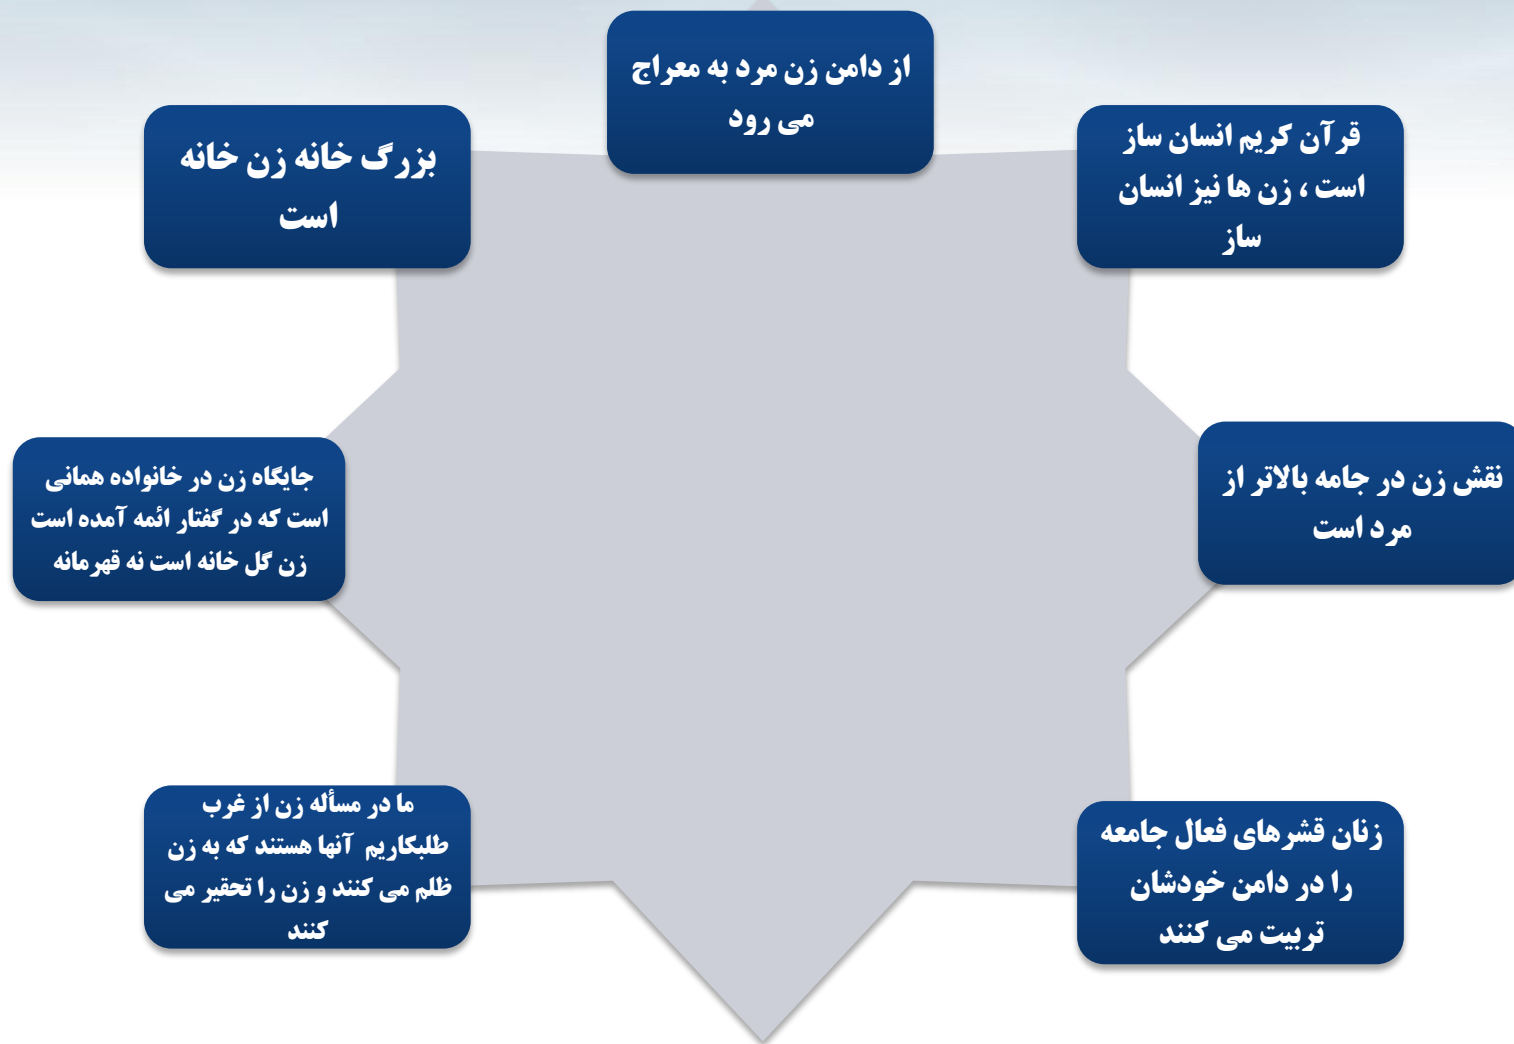 از دامن زن مرد به معراج
می رود
قرآن کریم انسان ساز
است ، زن ها نیز انسان
ساز
نقش زن در جامه بالاتر از
مرد است
زنان قشرهای فعال جامعه
را در دامن خودشان
تربیت می کنند
ما در مسأله زن از غرب
طلبکاریم آنها هستند که به زن
ظلم می کنند و زن را تحقیر می
کنند
جایگاه زن در خانواده همانی
است که در گفتار ائمه آمده است
زن گل خانه است نه قهرمانه
بزرگ خانه زن خانه
است